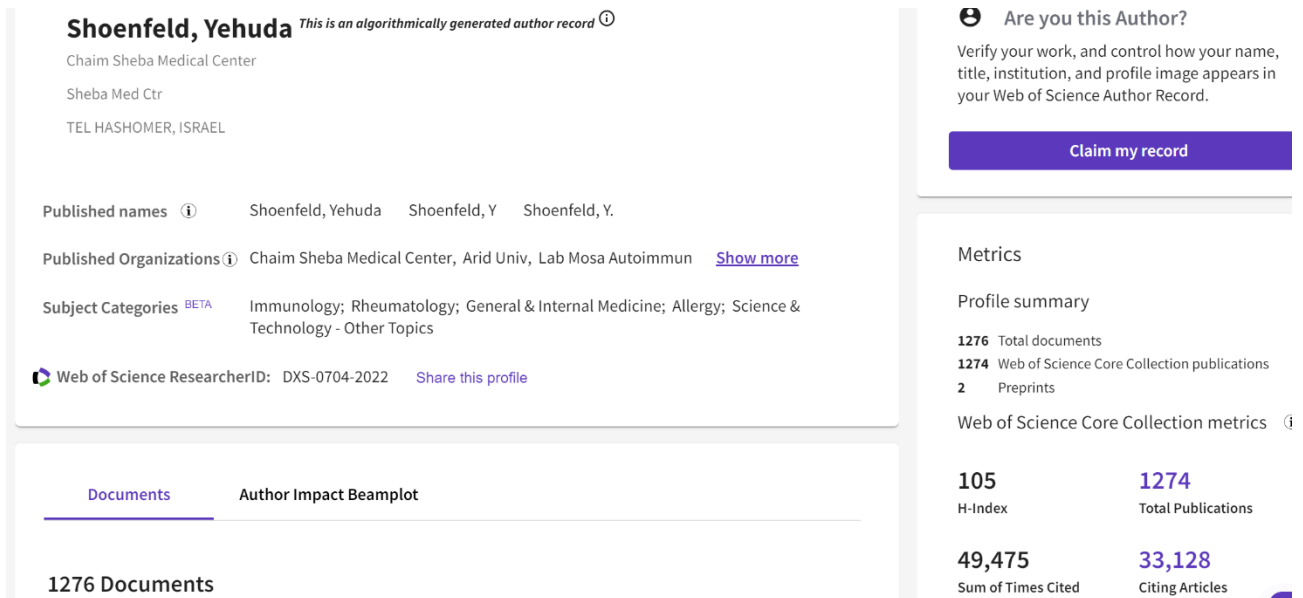 Shoenfeld, Yehuda This is an algorithmically generated author record
Chaim Sheba Medical Center
Sheba Med Ctr
TEL HASHOMER, ISRAEL
Published names Shoenfeld, Yehuda Shoenfeld, Y Shoenfeld, Y.
Published Organizations Chaim Sheba Medical Center, Arid Univ, Lab Mosa Autoimmun Show more
Subject Categories BETA Immunology; Rheumatology; General & Internal Medicine; Allergy; Science &
Technology - Other Topics
Web of Science ResearcherID: DXS-0704-2022 Share this profile
Documents Author Impact Beamplot
1276 Documents
Are you this Author?
Verify your work, and control how your name,
title, institution, and profile image appears in
your Web of Science Author Record.
Claim my record
Metrics
Profile summary
1276 Total documents
1274 Web of Science Core Collection publications
2 Preprints
Web of Science Core Collection metrics
105 1274
H-Index Total Publications
49,475 33,128
Sum of Times Cited Citing Articles